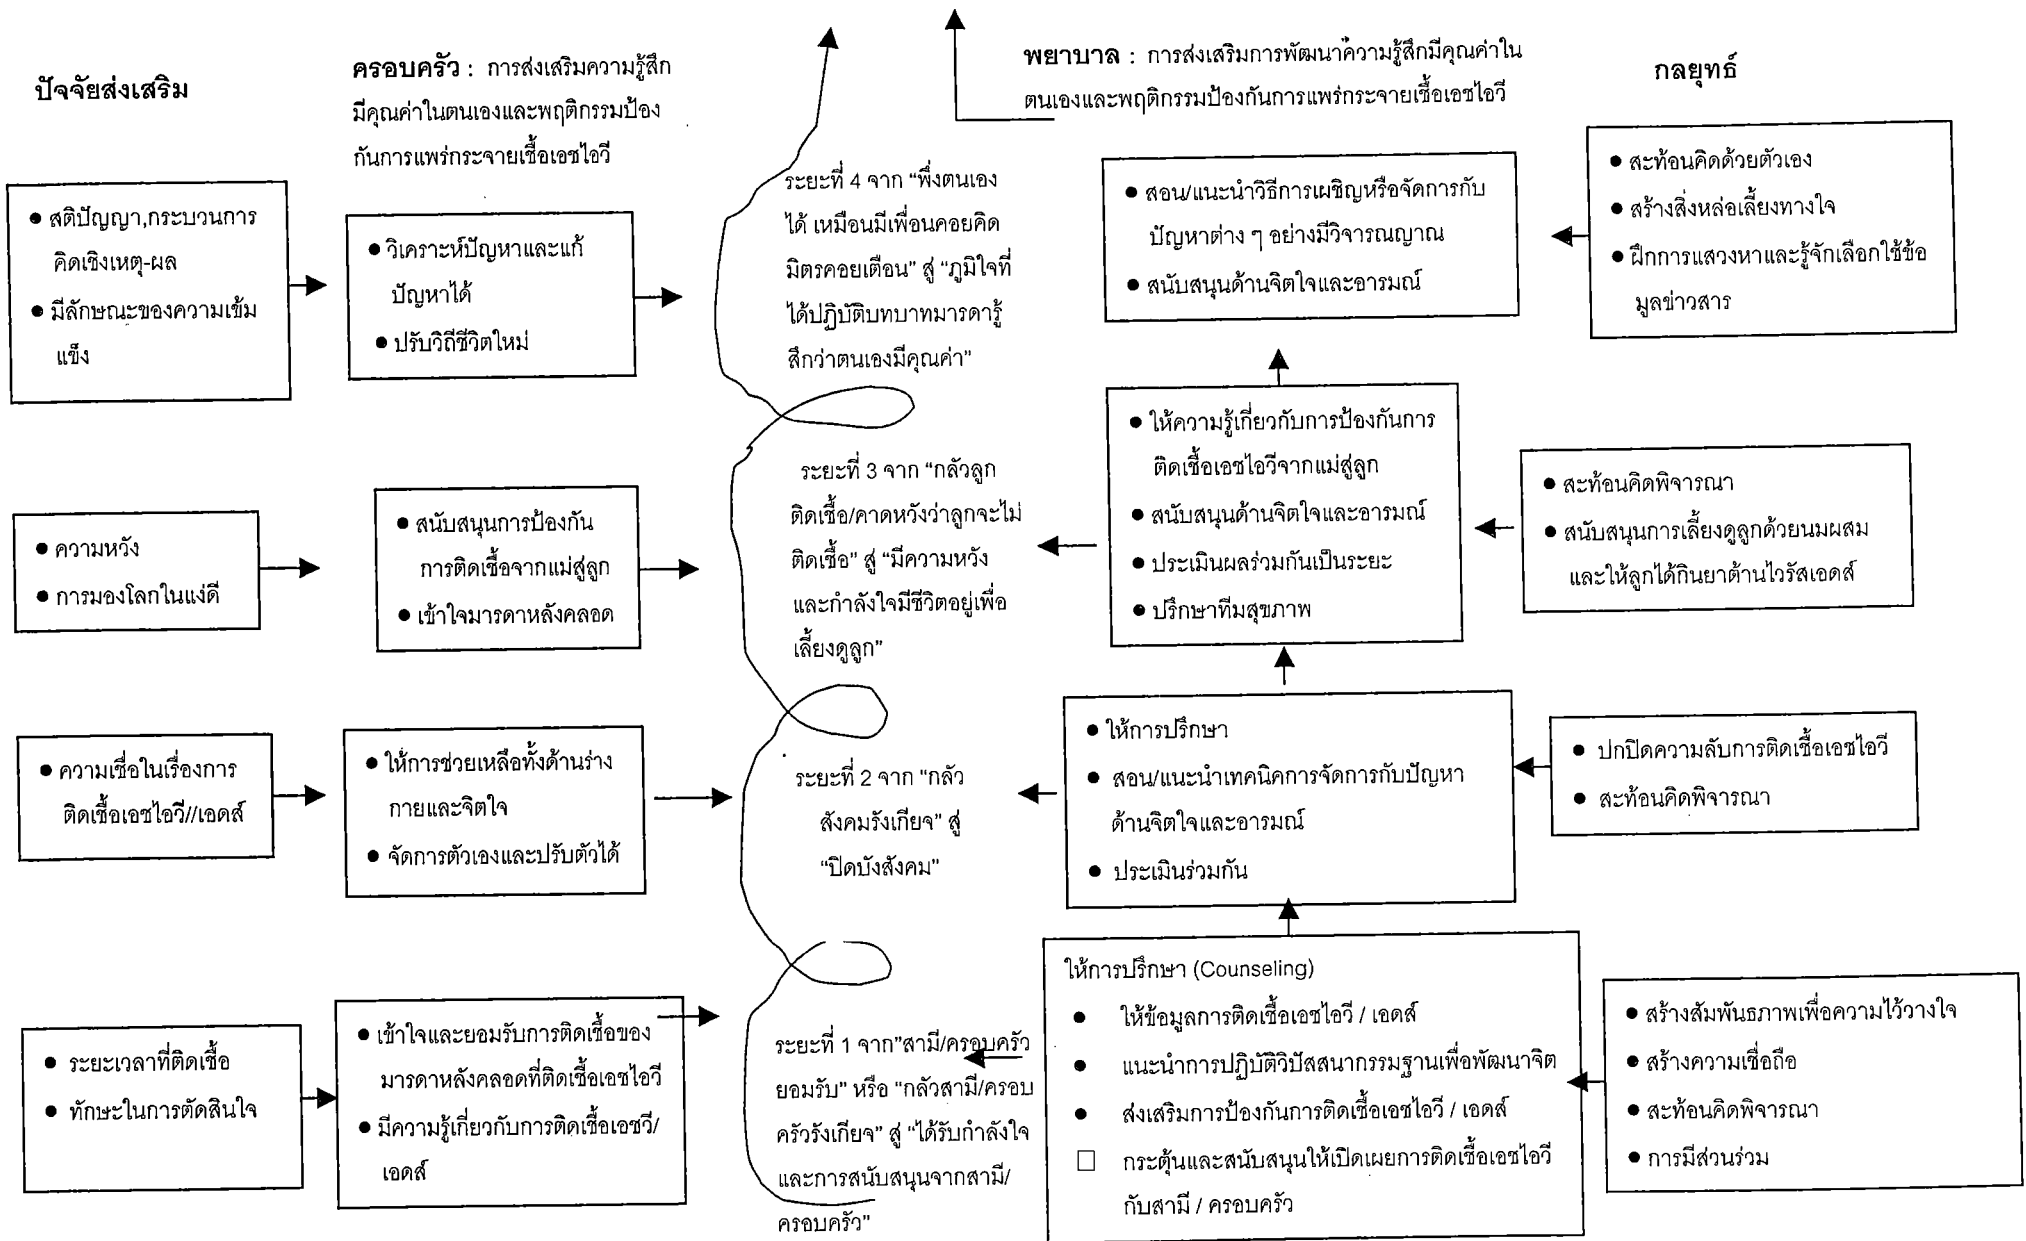 ปัจจัยส่งเสริม
ครอบครัว : การส่งเสริมความรู้สึก
มีคุณค่าในตนเองและพฤติกรรมป้อง
กันการแพร่กระจายเชื้อเอชไอวี
พยาบาล : การส่งเสริมการพัฒนาความรู้สึกมีคุณค่าใน
ตนเองและพฤติกรรมป้องกันการแพร่กระจายเชื้อเอชไอวี
กลยุทธ์
● สติปัญญา,กระบวนการ
คิดเชิงเหตุ-ผล
● มีลักษณะของความเข้ม
แข็ง
● วิเคราะห์ปัญหาและแก้
ปัญหาได้
● ปรับวิถีชีวิตใหม่
ระยะที่ 4 จาก “พึ่งตนเอง
ได้ เหมือนมีเพื่อนคอยคิด
มิตรคอยเตือน” สู่ “ภูมิใจที่
ได้ปฏิบัติบทบาทมารดารู้
สึกว่าตนเองมีคุณค่า”
● สอน/แนะนำวิธีการเผชิญหรือจัดการกับ
ปัญหาต่าง ๆ อย่างมีวิจารณญาณ
● สนับสนุนด้านจิตใจและอารมณ์
● สะท้อนคิดด้วยตัวเอง
● สร้างสิ่งหล่อเลี้ยงทางใจ
● ฝึกการแสวงหาและรู้จักเลือกใช้ข้อ
มูลข่าวสาร
● ความหวัง
● การมองโลกในแง่ดี
● สนับสนุนการป้องกัน
การติดเชื้อจากแม่สู่ลูก
● เข้าใจมารดาหลังคลอด
ระยะที่ 3 จาก “กลัวลูก
ติดเชื้อ/คาดหวังว่าลูกจะไม่
ติดเชื้อ” สู่ “มีความหวัง
และกำลังใจมีชีวิตอยู่เพื่อ
เลี้ยงดูลูก”
● ให้ความรู้เกี่ยวกับการป้องกันการ
ติดเชื้อเอชไอวีจากแม่สู่ลูก
● สนับสนุนด้านจิตใจและอารมณ์
● ประเมินผลร่วมกันเป็นระยะ
● ปรึกษาทีมสุขภาพ
● สะท้อนคิดพิจารณา
● สนับสนุนการเลี้ยงดูลูกด้วยนมผสม
และให้ลูกได้กินยาต้านไวรัสเอดส์
● ความเชื่อในเรื่องการ
ติดเชื้อเอชไอวี//เอดส์
● ให้การช่วยเหลือทั้งด้านร่าง
กายและจิตใจ
● จัดการตัวเองและปรับตัวได้
ระยะที่ 2 จาก “กลัว
สังคมรังเกียจ” สู่
“ปิดบังสังคม”
● ให้การปรึกษา
● สอน/แนะนำเทคนิคการจัดการกับปัญหา
ด้านจิตใจและอารมณ์
● ประเมินร่วมกัน
● ปกปิดความลับการติดเชื้อเอชไอวี
● สะท้อนคิดพิจารณา
● ระยะเวลาที่ติดเชื้อ
● ทักษะในการตัดสินใจ
● เข้าใจและยอมรับการติดเชื้อของ
มารดาหลังคลอดที่ติดเชื้อเอชไอวี
● มีความรู้เกี่ยวกับการติดเชื้อเอชวี/
เอดส์
ระยะที่ 1 จาก"สามี/ครอบครัว
ยอมรับ" หรือ "กลัวสามี/ครอบ
ครัวรังเกียจ" สู่ "ได้รับกำลังใจ
และการสนับสนุนจากสามี/
ครอบครัว"
ให้การปรึกษา (Counseling)
● ให้ข้อมูลการติดเชื้อเอชไอวี / เอดส์
● แนะนำการปฏิบัติวิปัสสนากรรมฐานเพื่อพัฒนาจิต
● ส่งเสริมการป้องกันการติดเชื้อเอชไอวี / เอดส์
□ กระตุ้นและสนับสนุนให้เปิดเผยการติดเชื้อเอชไอวี
กับสามี / ครอบครัว
● สร้างสัมพันธภาพเพื่อความไว้วางใจ
● สร้างความเชื่อถือ
● สะท้อนคิดพิจารณา
● การมีส่วนร่วม